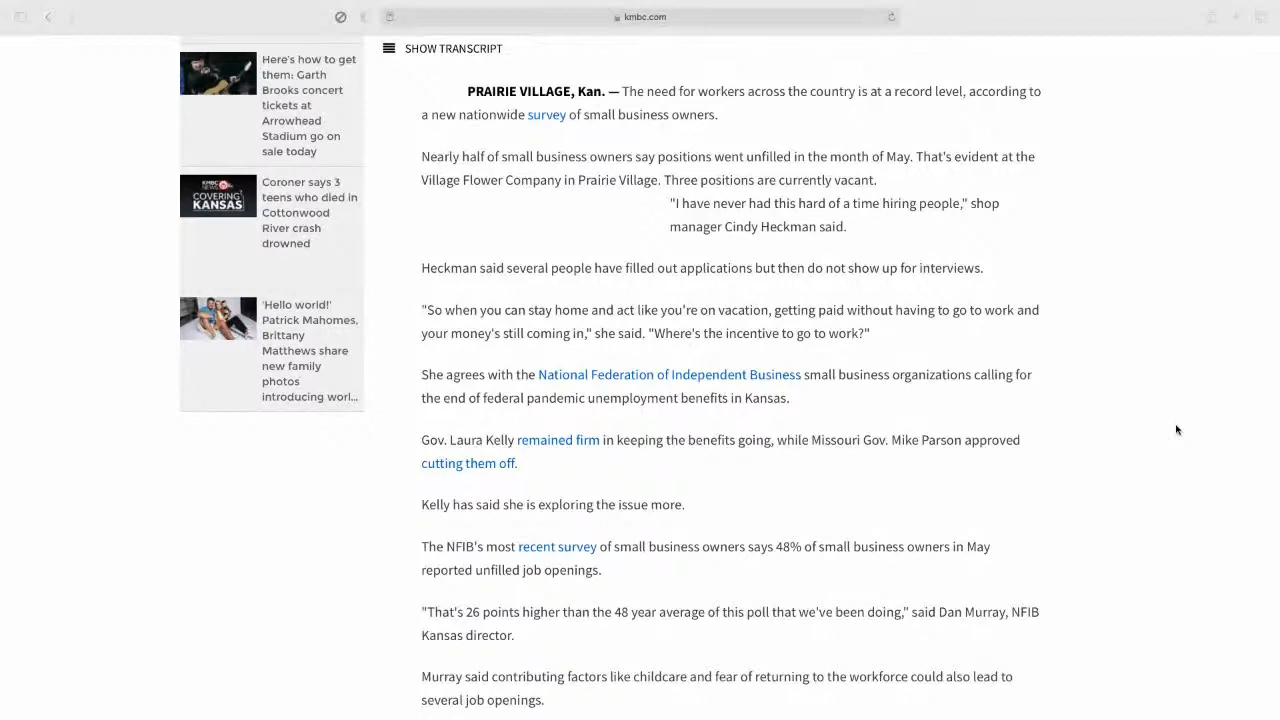 kmbc.com
Here's how to get
them: Garth
Brooks concert
tickets at
Arrowhead
Stadium go on
sale today
KMBC
NEWS 9
COVERING
KANSAS
Coroner says 3
teens who died in
Cottonwood
River crash
drowned
'Hello world!'
Patrick Mahomes,
Brittany
Matthews share
new family
photos
introducing worl...
SHOW TRANSCRIPT
PRAIRIE VILLAGE, Kan. — The need for workers across the country is at a record level, according to
a new nationwide survey of small business owners.
Nearly half of small business owners say positions went unfilled in the month of May. That's evident at the
Village Flower Company in Prairie Village. Three positions are currently vacant.
"I have never had this hard of a time hiring people," shop
manager Cindy Heckman said.
Heckman said several people have filled out applications but then do not show up for interviews.
"So when you can stay home and act like you're on vacation, getting paid without having to go to work and
your money's still coming in," she said. "Where's the incentive to go to work?"
She agrees with the National Federation of Independent Business small business organizations calling for
the end of federal pandemic unemployment benefits in Kansas.
Gov. Laura Kelly remained firm in keeping the benefits going, while Missouri Gov. Mike Parson approved
cutting them off.
Kelly has said she is exploring the issue more.
The NFIB's most recent survey of small business owners says 48% of small business owners in May
reported unfilled job openings.
"That's 26 points higher than the 48 year average of this poll that we've been doing," said Dan Murray, NFIB
Kansas director.
Murray said contributing factors like childcare and fear of returning to the workforce could also lead to
several job openings.